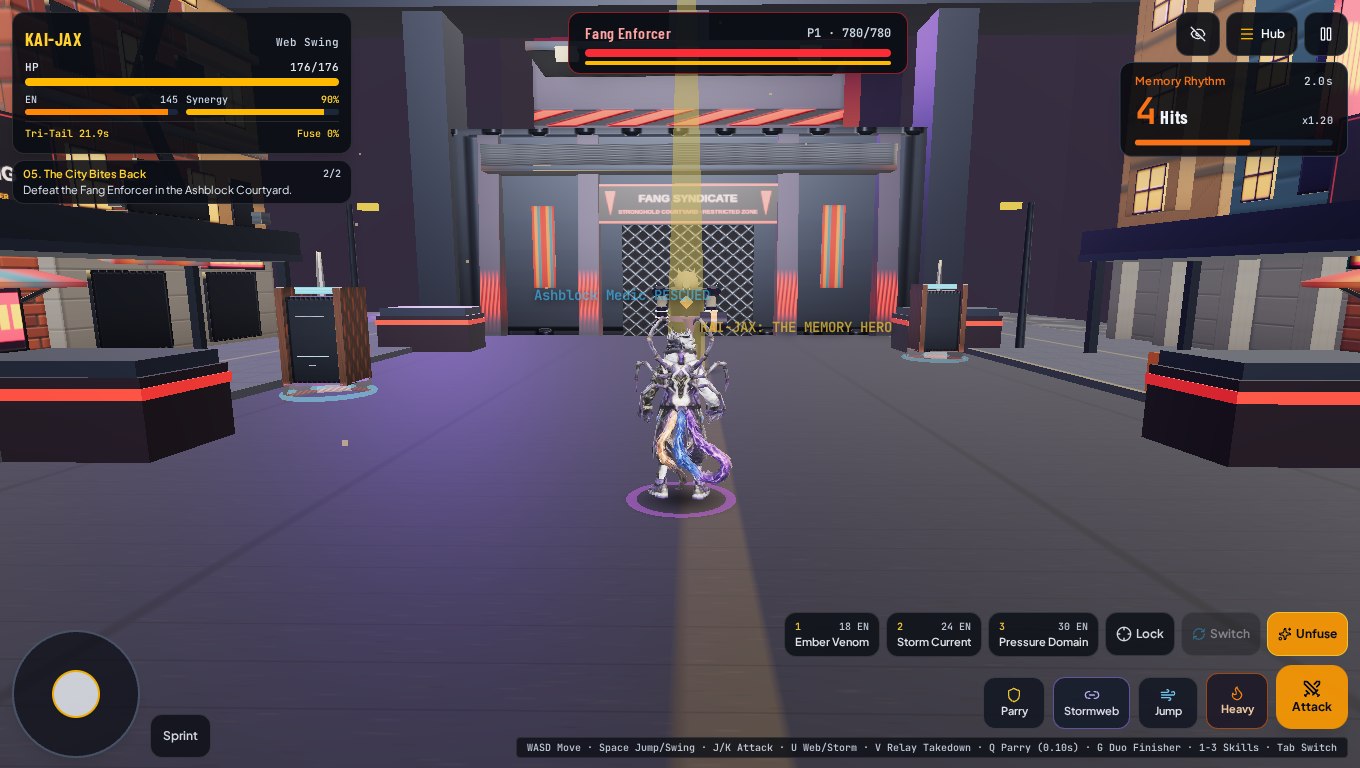 KAI-JAX
Web Swing
HP 176/176
EN 145 Synergy 90%
Tri-Tail 21.9s Fuse 0%
05. The City Bites Back 2/2
Defeat the Fang Enforcer in the Ashblock Courtyard.
Fang Enforcer P1 · 780/780
Hub
Memory Rhythm 2.0s
4 Hits x1.20
FANG SYNDICATE
STRONGHOLD COURTYARD · RESTRICTED ZONE
Ashblock Medic RESCUED
KAI-JAX: THE MEMORY HERO
1 18 EN
Ember Venom
2 24 EN
Storm Current
3 30 EN
Pressure Domain
Lock
Switch
Unfuse
Parry
Stormweb
Jump
Heavy
Attack
Sprint
WASD Move · Space Jump/Swing · J/K Attack · U Web/Storm · V Relay Takedown · Q Parry (0.10s) · G Duo Finisher · 1-3 Skills · Tab Switch